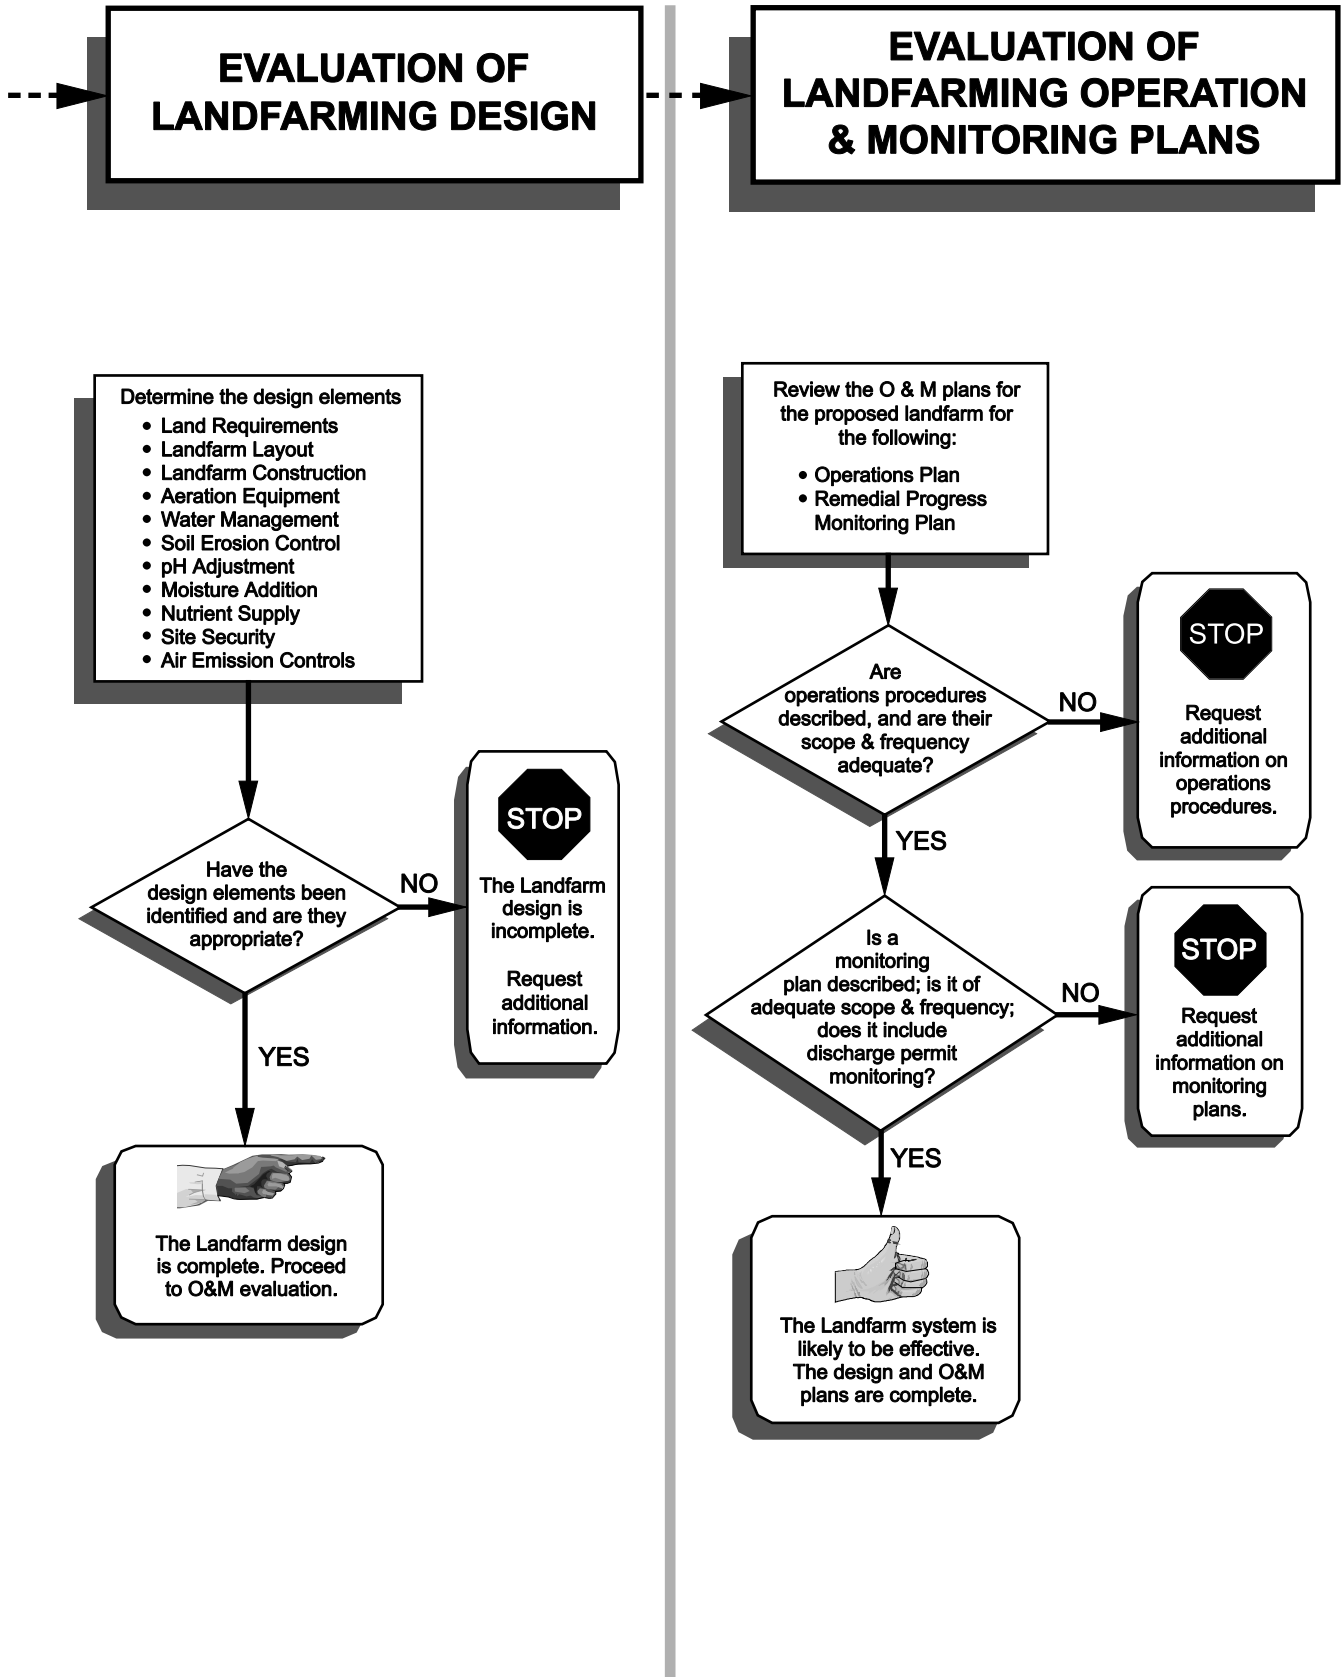 EVALUATION OF
LANDFARMING DESIGN
Determine the design elements
• Land Requirements
• Landfarm Layout
• Landfarm Construction
• Aeration Equipment
• Water Management
• Soil Erosion Control
• pH Adjustment
• Moisture Addition
• Nutrient Supply
• Site Security
• Air Emission Controls
Have the
design elements been
identified and are they
appropriate?
NO
STOP
The Landfarm
design is
incomplete.
Request
additional
information.
YES
The Landfarm design
is complete. Proceed
to O&M evaluation.
EVALUATION OF
LANDFARMING OPERATION
& MONITORING PLANS
Review the O & M plans for
the proposed landfarm for
the following:
• Operations Plan
• Remedial Progress
Monitoring Plan
Are
operations procedures
described, and are their
scope & frequency
adequate?
NO
STOP
Request
additional
information on
operations
procedures.
YES
Is a
monitoring
plan described; is it of
adequate scope & frequency;
does it include
discharge permit
monitoring?
NO
STOP
Request
additional
information on
monitoring
plans.
YES
The Landfarm system is
likely to be effective.
The design and O&M
plans are complete.